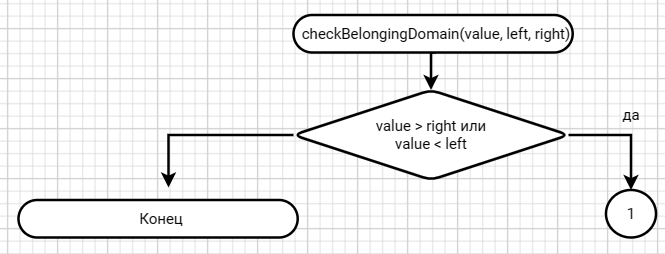 checkBelongingDomain(value, left, right)
да
value > right или
value < left
Конец
1